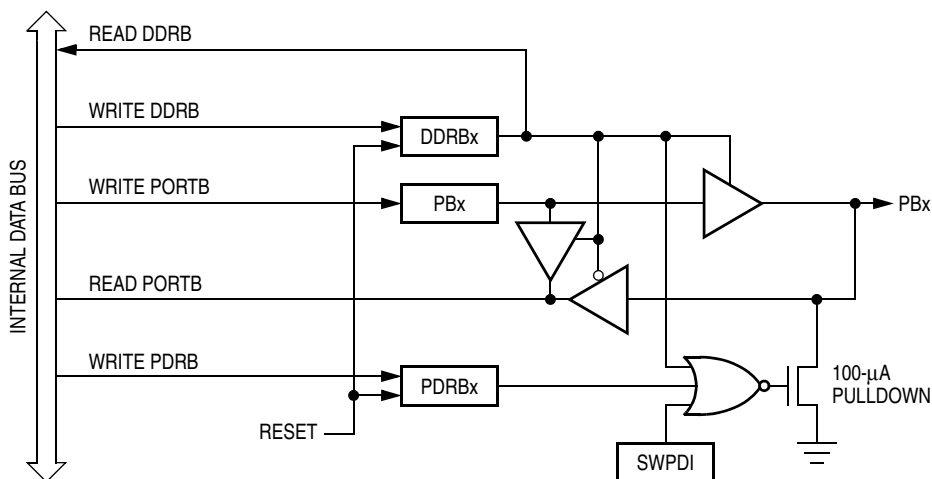 READ DDRB
WRITE DDRB
DDRBx
WRITE PORTB
PBx
PBx
INTERNAL DATA BUS
READ PORTB
WRITE PDRB
PDRBx
100-µA
PULLDOWN
RESET
SWPDI